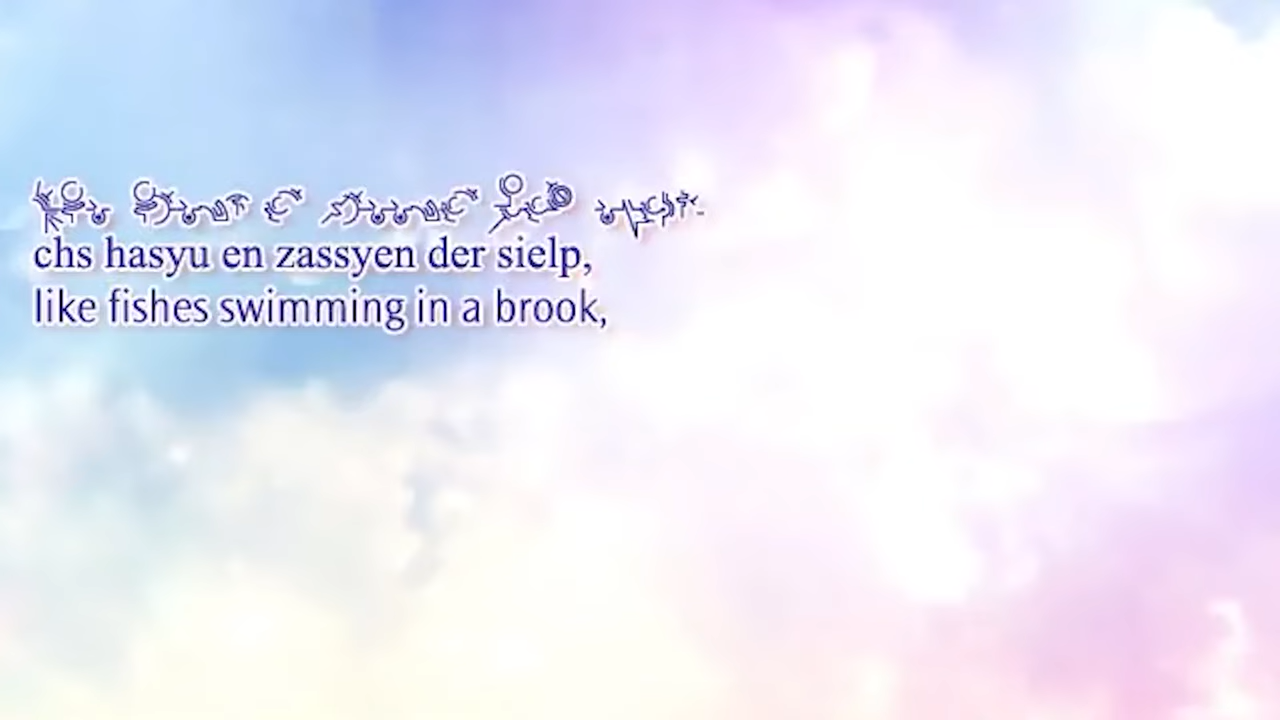 chs hasyu en zassyen der sielp,
like fishes swimming in a brook,